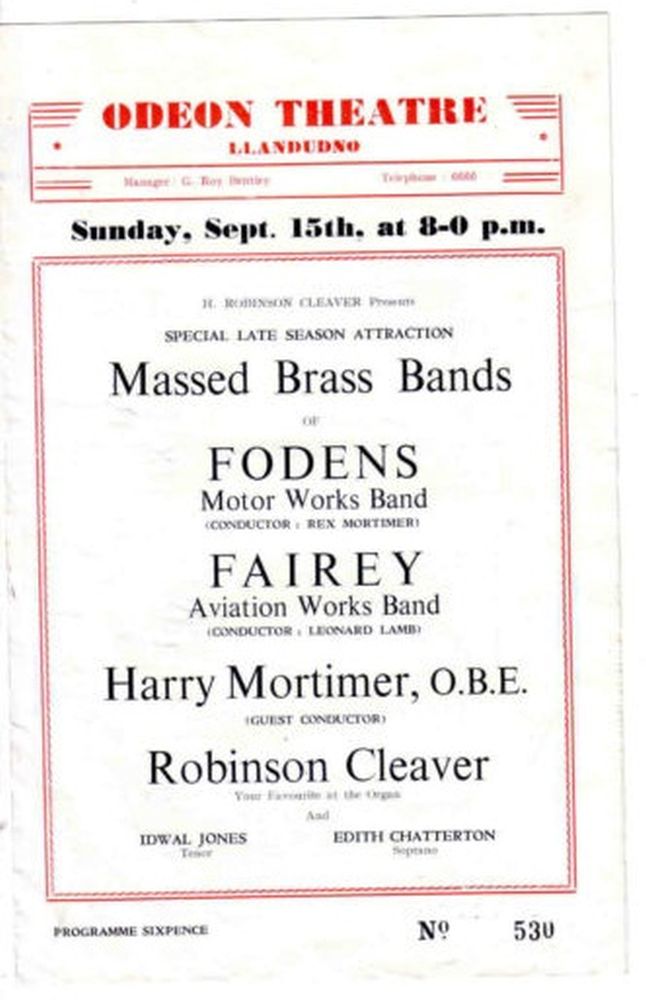 ODEON THEATRE
LLANDUDNO
Manager: G. Roy Bentley Telephone: 6666
Sunday, Sept. 15th, at 8-0 p.m.
H. ROBINSON CLEAVER Presents
SPECIAL LATE SEASON ATTRACTION
Massed Brass Bands
OF
FODENS
Motor Works Band
(CONDUCTOR: REX MORTIMER)
FAIREY
Aviation Works Band
(CONDUCTOR: LEONARD LAMB)
Harry Mortimer, O.B.E.
(GUEST CONDUCTOR)
Robinson Cleaver
Your Favourite at the Organ
And
IDWAL JONES EDITH CHATTERTON
Tenor Soprano
PROGRAMME SIXPENCE Nº 530